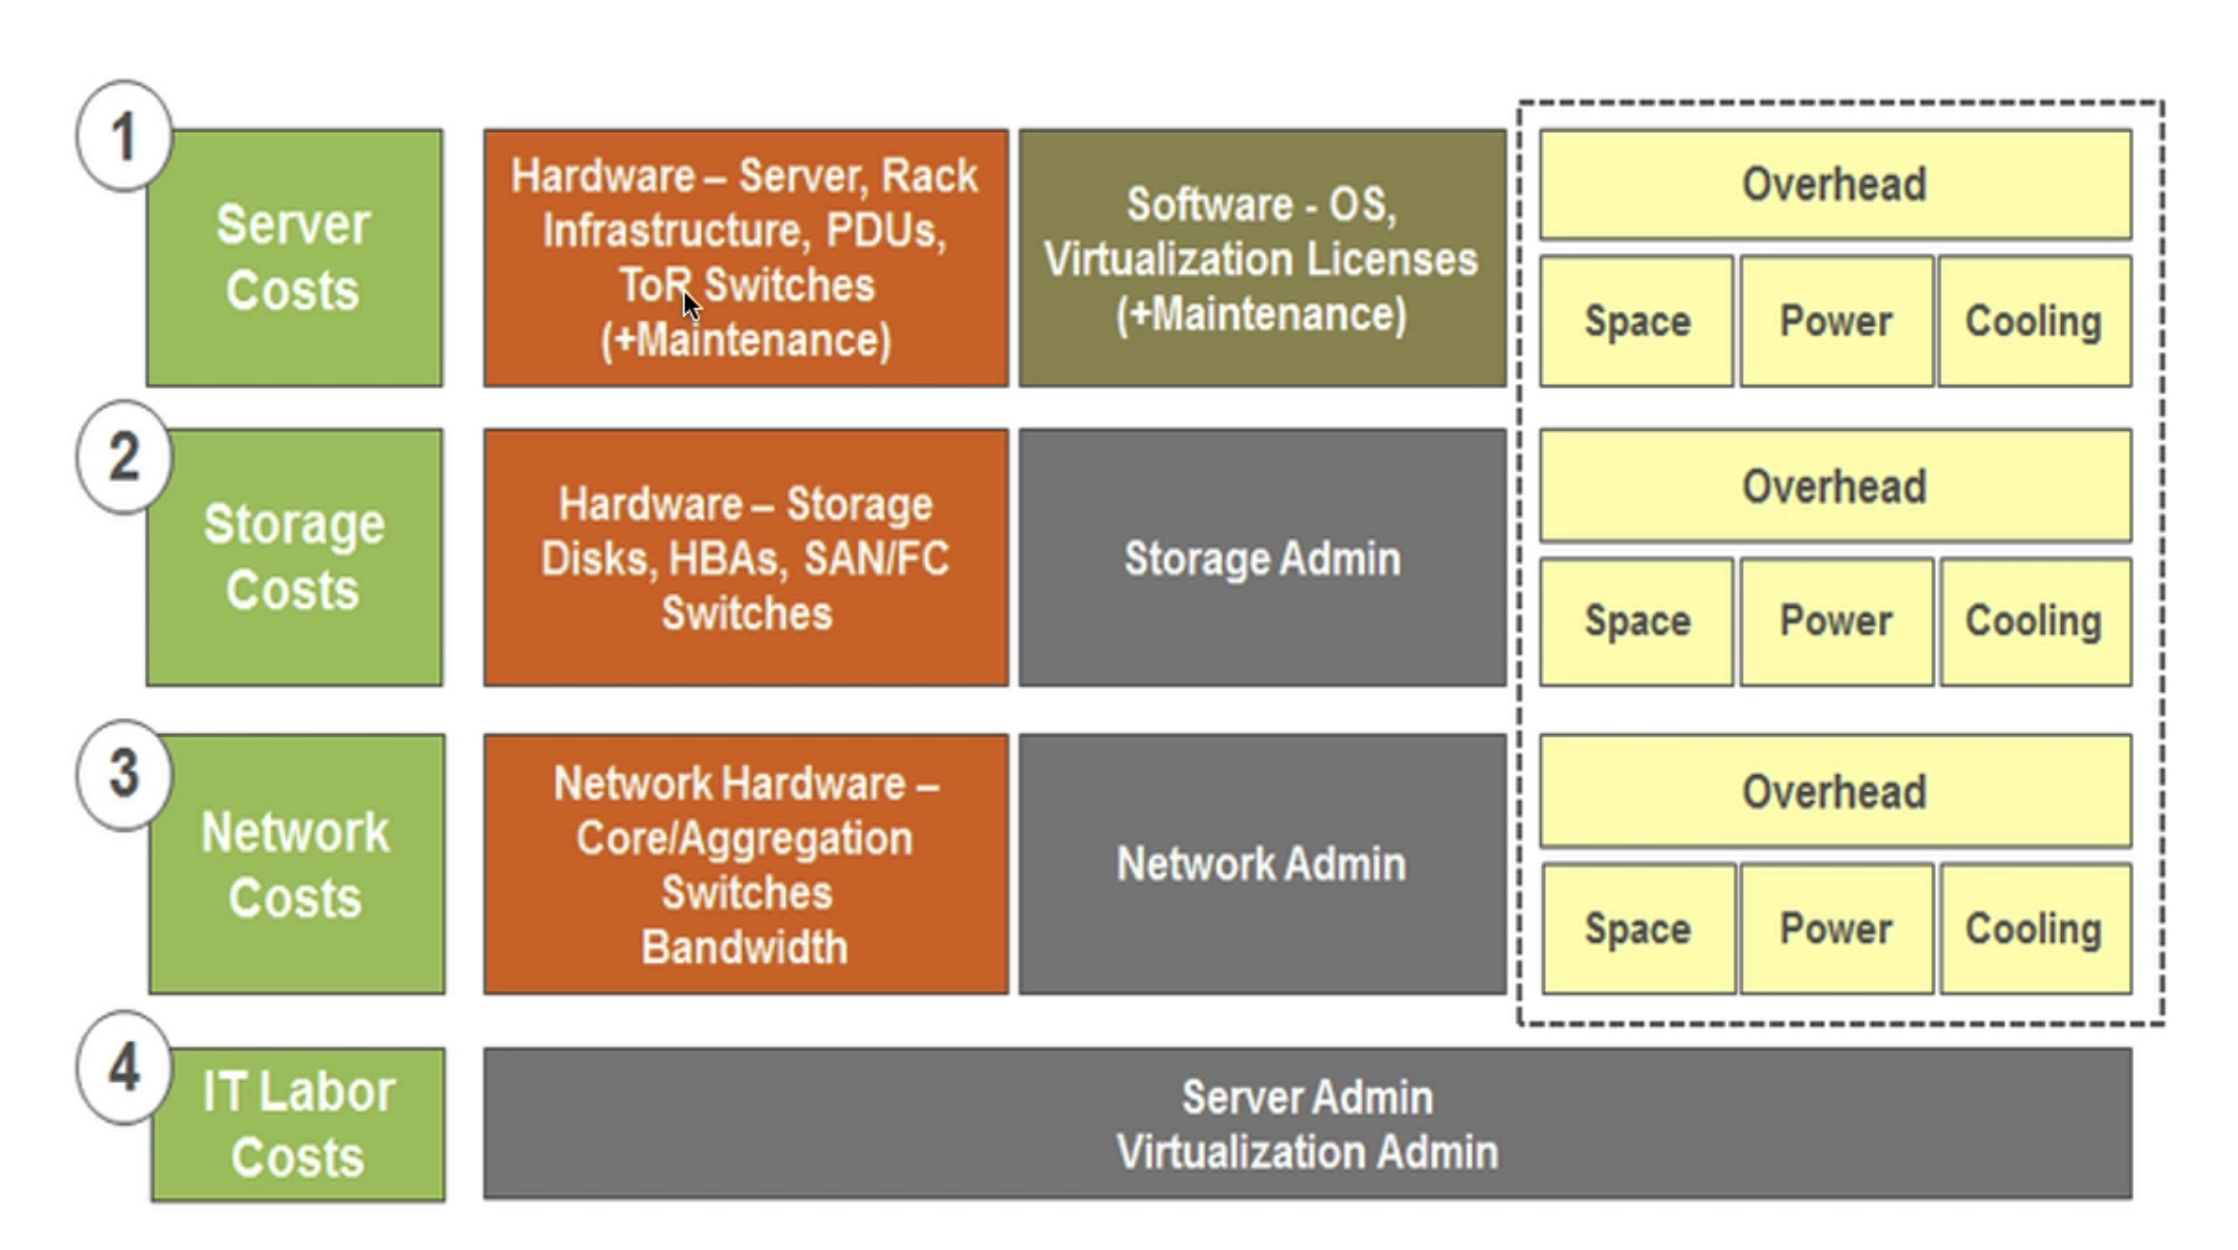 1
Server
Costs
Hardware – Server, Rack
Infrastructure, PDUs,
ToR Switches
(+Maintenance)
Software - OS,
Virtualization Licenses
(+Maintenance)
Overhead
Space
Power
Cooling
2
Storage
Costs
Hardware – Storage
Disks, HBAs, SAN/FC
Switches
Storage Admin
Overhead
Space
Power
Cooling
3
Network
Costs
Network Hardware –
Core/Aggregation
Switches
Bandwidth
Network Admin
Overhead
Space
Power
Cooling
4
IT Labor
Costs
Server Admin
Virtualization Admin